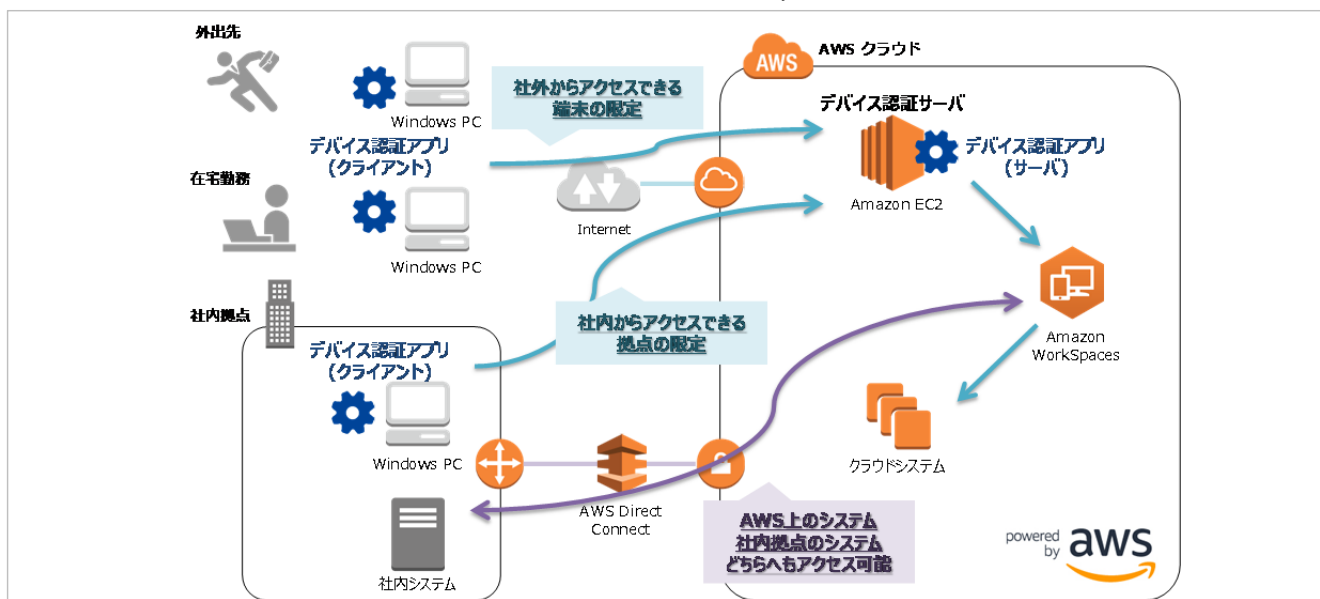 外出先
Windows PC
デバイス認証アプリ
(クライアント)
在宅勤務
Windows PC
社内拠点
デバイス認証アプリ
(クライアント)
Windows PC
社内システム
社外からアクセスできる
端末の限定
Internet
社内からアクセスできる
拠点の限定
AWS Direct
Connect
AWS
AWS クラウド
デバイス認証サーバ
デバイス認証アプリ
(サーバ)
Amazon EC2
Amazon
WorkSpaces
クラウドシステム
AWS上のシステム
社内拠点のシステム
どちらへもアクセス可能
powered
by
aws